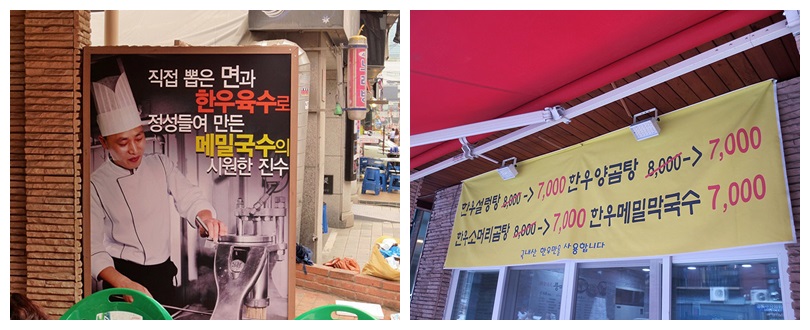 직접 뽑은 면과
한우육수로
정성들여 만든
메밀국수의
시원한 진수
한우설렁탕 8,000-> 7,000 한우양곰탕 8,000-> 7,000
한우소머리곰탕 8,000-> 7,000 한우메밀막국수 7,000
국내산 한우만을 사용합니다